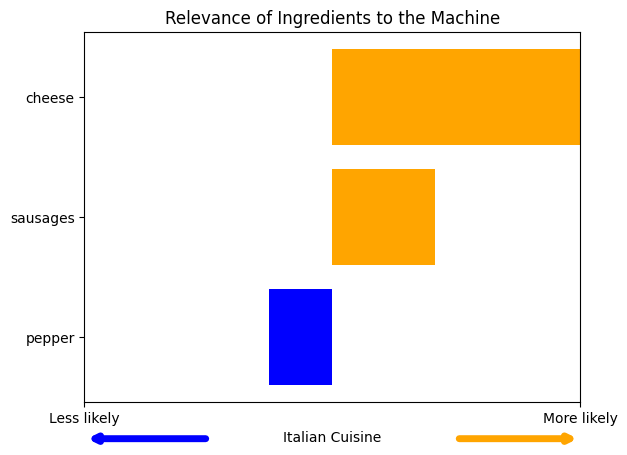 Relevance of Ingredients to the Machine
cheese
sausages
pepper
Less likely
More likely
Italian Cuisine